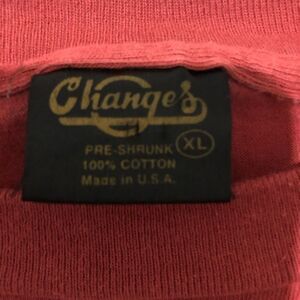 Changes
PRE-SHRUNK XL
100% COTTON
Made in U.S.A.